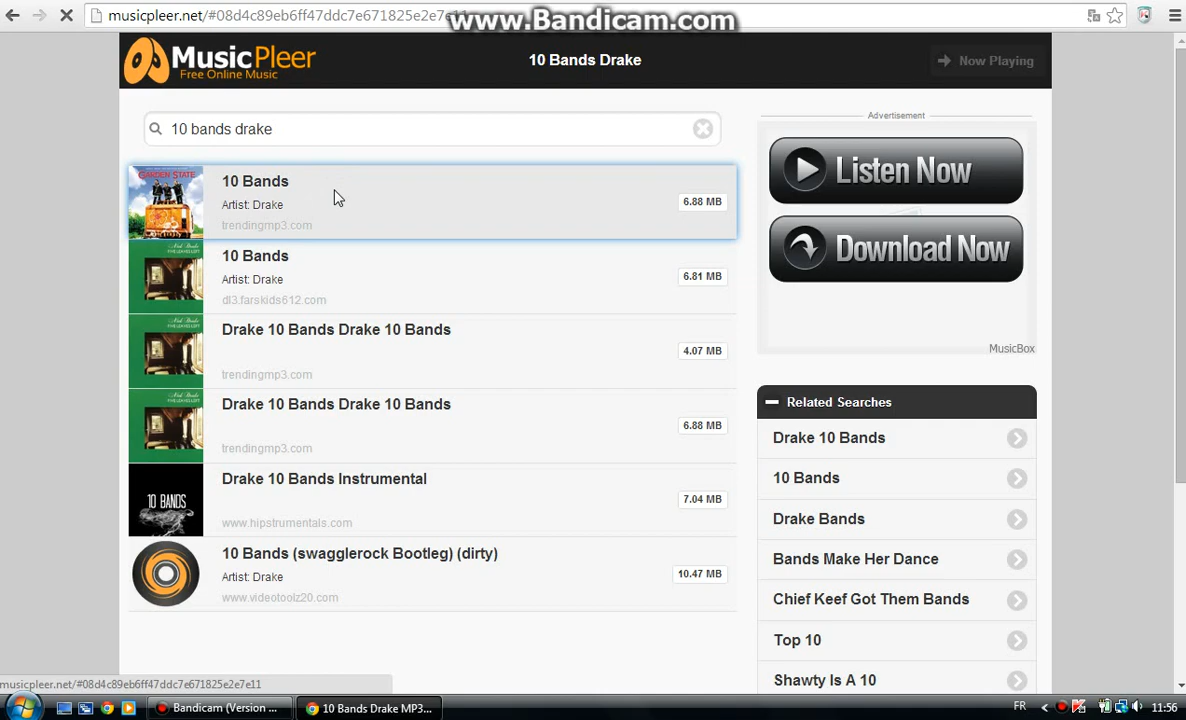 musicpleer.net/#08d4c89eb6ff47ddc7e671825e2e7e11
www.Bandicam.com
MusicPleer
Free Online Music
10 Bands Drake
Now Playing
10 bands drake
10 Bands
Artist: Drake
trendingmp3.com
6.88 MB
10 Bands
Artist: Drake
dl3.farskids612.com
6.81 MB
Drake 10 Bands Drake 10 Bands
trendingmp3.com
4.07 MB
Drake 10 Bands Drake 10 Bands
trendingmp3.com
6.88 MB
10 BANDS
Drake 10 Bands Instrumental
www.hipstrumentals.com
7.04 MB
10 Bands (swagglerock Bootleg) (dirty)
Artist: Drake
www.videotoolz20.com
10.47 MB
Advertisement
Listen Now
Download Now
MusicBox
Related Searches
Drake 10 Bands
10 Bands
Drake Bands
Bands Make Her Dance
Chief Keef Got Them Bands
Top 10
Shawty Is A 10
musicpleer.net/#08d4c89eb6ff47ddc7e671825e2e7e11
Bandicam (Version ...
10 Bands Drake MP3...
FR
11:56
GARDEN STATE